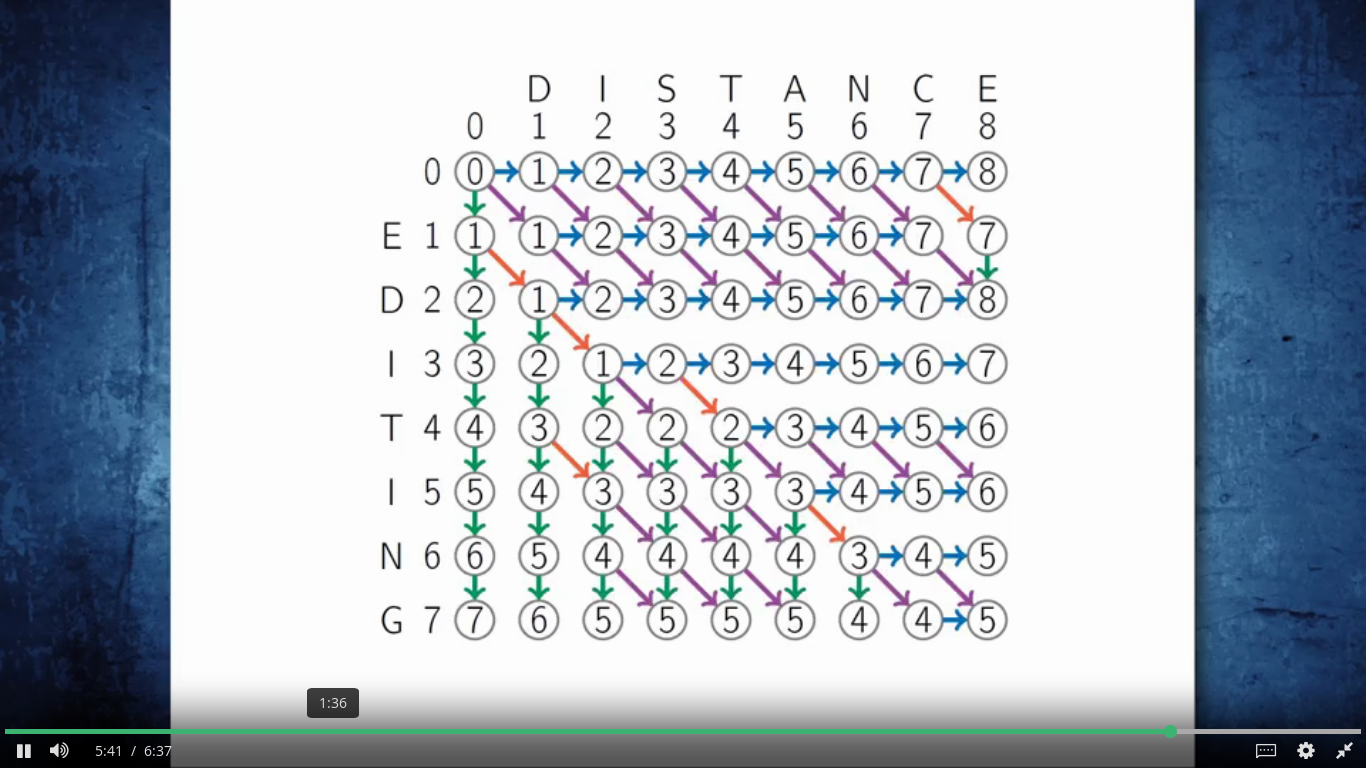 D I S T A N C E
0 1 2 3 4 5 6 7 8
0 0 1 2 3 4 5 6 7 8
E 1 1 1 2 3 4 5 6 7 7
D 2 2 1 2 3 4 5 6 7 8
I 3 3 2 1 2 3 4 5 6 7
T 4 4 3 2 2 2 3 4 5 6
I 5 5 4 3 3 3 3 4 5 6
N 6 6 5 4 4 4 4 3 4 5
G 7 7 6 5 5 5 5 4 4 5
1:36
5:41 / 6:37